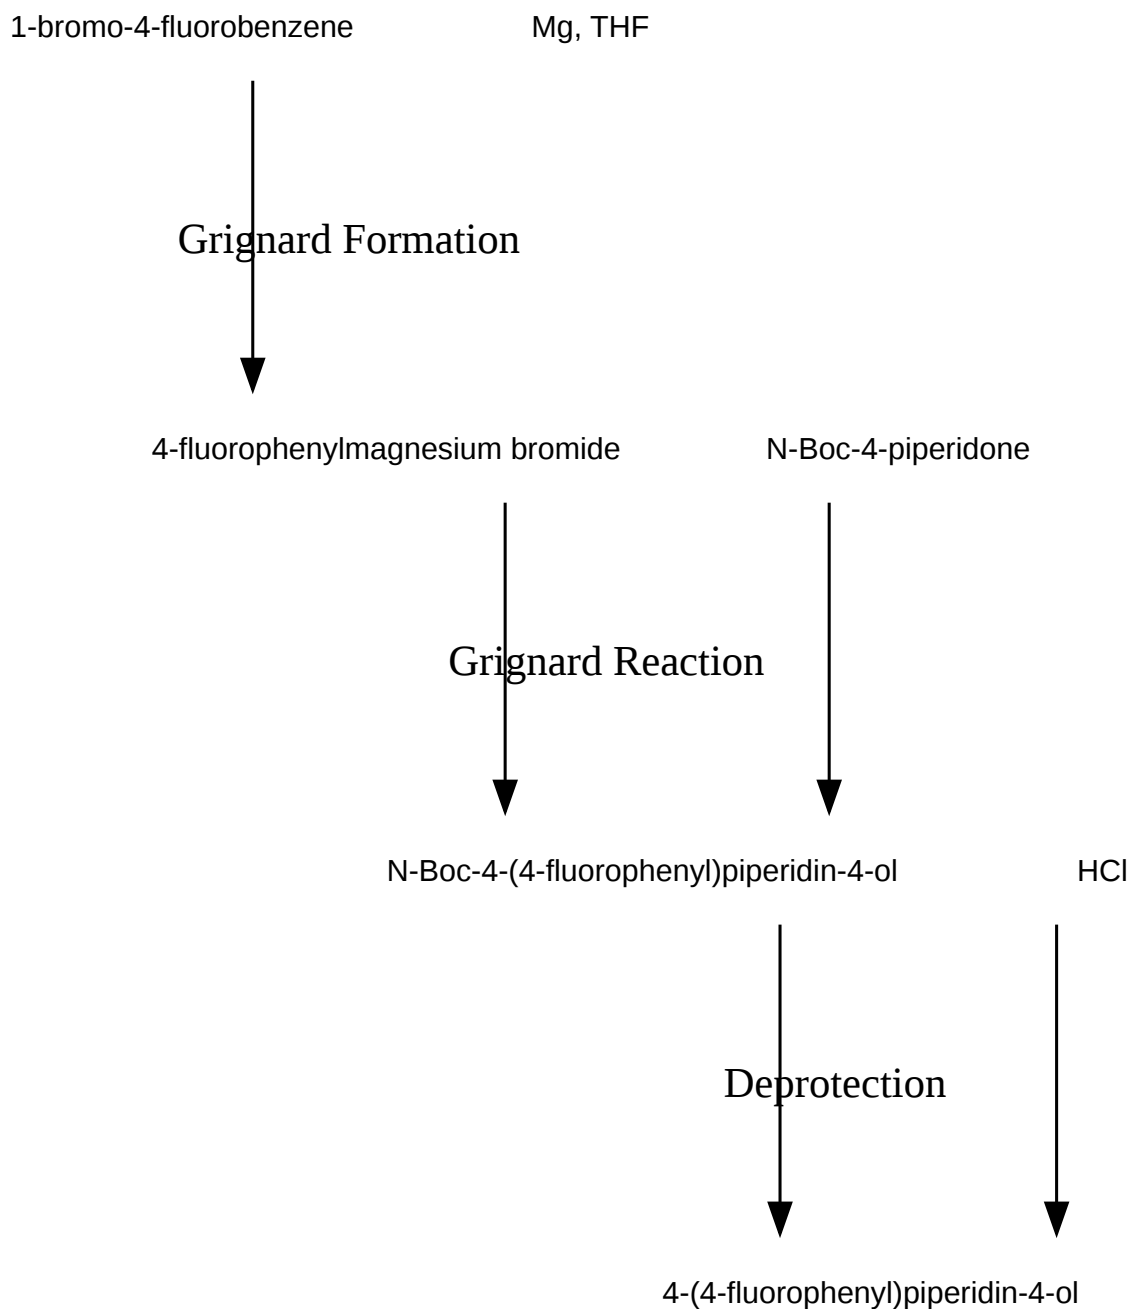 1-bromo-4-fluorobenzene Mg, THF
Grignard Formation
4-fluorophenylmagnesium bromide N-Boc-4-piperidone
Grignard Reaction
N-Boc-4-(4-fluorophenyl)piperidin-4-ol HCl
Deprotection
4-(4-fluorophenyl)piperidin-4-ol